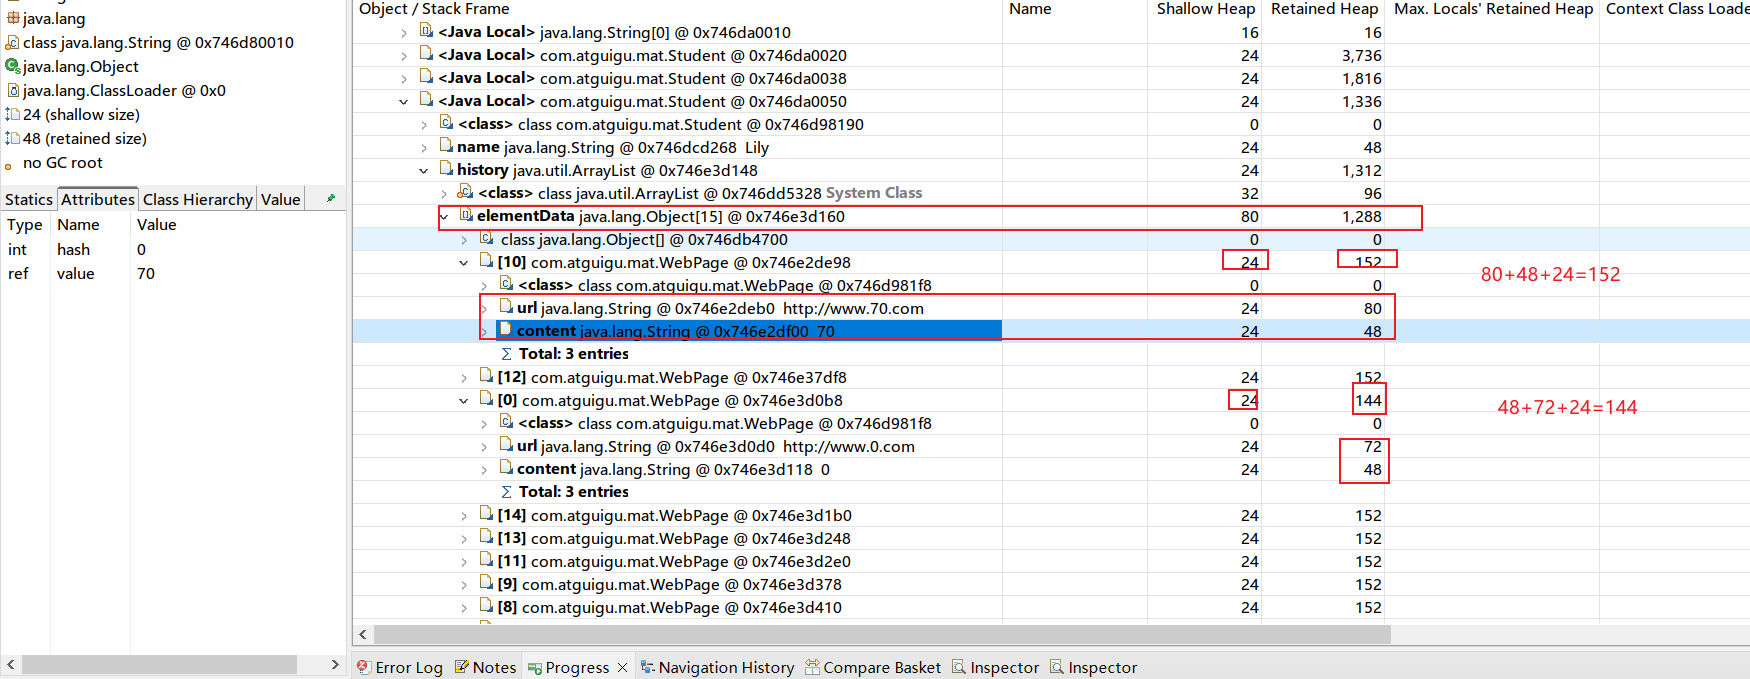 java.lang
class java.lang.String @ 0x746d80010
java.lang.Object
java.lang.ClassLoader @ 0x0
24 (shallow size)
48 (retained size)
no GC root
Statics Attributes Class Hierarchy Value
Type Name Value
int hash 0
ref value 70
Object / Stack Frame Name Shallow Heap Retained Heap Max. Locals' Retained Heap Context Class Loade
<Java Local> java.lang.String[0] @ 0x746da0010 16 16
<Java Local> com.atguigu.mat.Student @ 0x746da0020 24 3,736
<Java Local> com.atguigu.mat.Student @ 0x746da0038 24 1,816
<Java Local> com.atguigu.mat.Student @ 0x746da0050 24 1,336
<class> class com.atguigu.mat.Student @ 0x746d98190 0 0
name java.lang.String @ 0x746dcd268 Lily 24 48
history java.util.ArrayList @ 0x746e3d148 24 1,312
<class> class java.util.ArrayList @ 0x746dd5328 System Class 32 96
elementData java.lang.Object[15] @ 0x746e3d160 80 1,288
class java.lang.Object[] @ 0x746db4700 0 0
[10] com.atguigu.mat.WebPage @ 0x746e2de98 24 152
80+48+24=152
<class> class com.atguigu.mat.WebPage @ 0x746d981f8 0 0
url java.lang.String @ 0x746e2deb0 http://www.70.com 24 80
content java.lang.String @ 0x746e2df00 70 24 48
Σ Total: 3 entries
[12] com.atguigu.mat.WebPage @ 0x746e37df8 24 152
[0] com.atguigu.mat.WebPage @ 0x746e3d0b8 24 144
48+72+24=144
<class> class com.atguigu.mat.WebPage @ 0x746d981f8 0 0
url java.lang.String @ 0x746e3d0d0 http://www.0.com 24 72
content java.lang.String @ 0x746e3d118 0 24 48
Σ Total: 3 entries
[14] com.atguigu.mat.WebPage @ 0x746e3d1b0 24 152
[13] com.atguigu.mat.WebPage @ 0x746e3d248 24 152
[11] com.atguigu.mat.WebPage @ 0x746e3d2e0 24 152
[9] com.atguigu.mat.WebPage @ 0x746e3d378 24 152
[8] com.atguigu.mat.WebPage @ 0x746e3d410 24 152
Error Log Notes Progress Navigation History Compare Basket Inspector Inspector